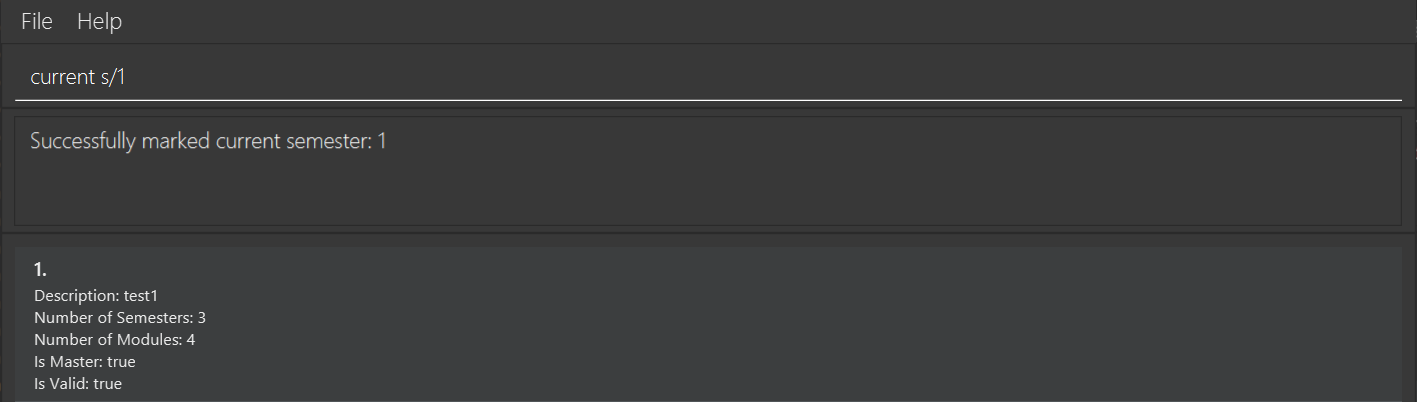 File Help
current s/1
Successfully marked current semester: 1
1.
Description: test1
Number of Semesters: 3
Number of Modules: 4
Is Master: true
Is Valid: true